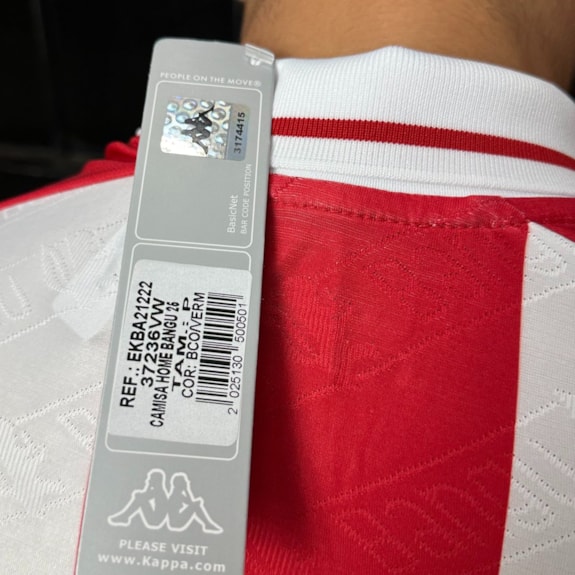 PEOPLE ON THE MOVE®
3174415
BasicNet
BAR CODE POSITION
REF.: EKBA21222
37236VW
CAMISA HOME BANGU 26
TAM.: P
COR: BCO/VERM
2 025130 500501
PLEASE VISIT
www.Kappa.com